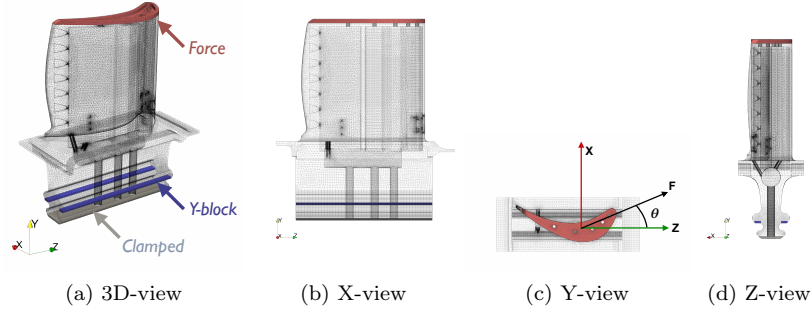 Force
Y-block
Clamped
Y
X
Z
Z
X
F
θ
Z
(a) 3D-view
(b) X-view
(c) Y-view
(d) Z-view